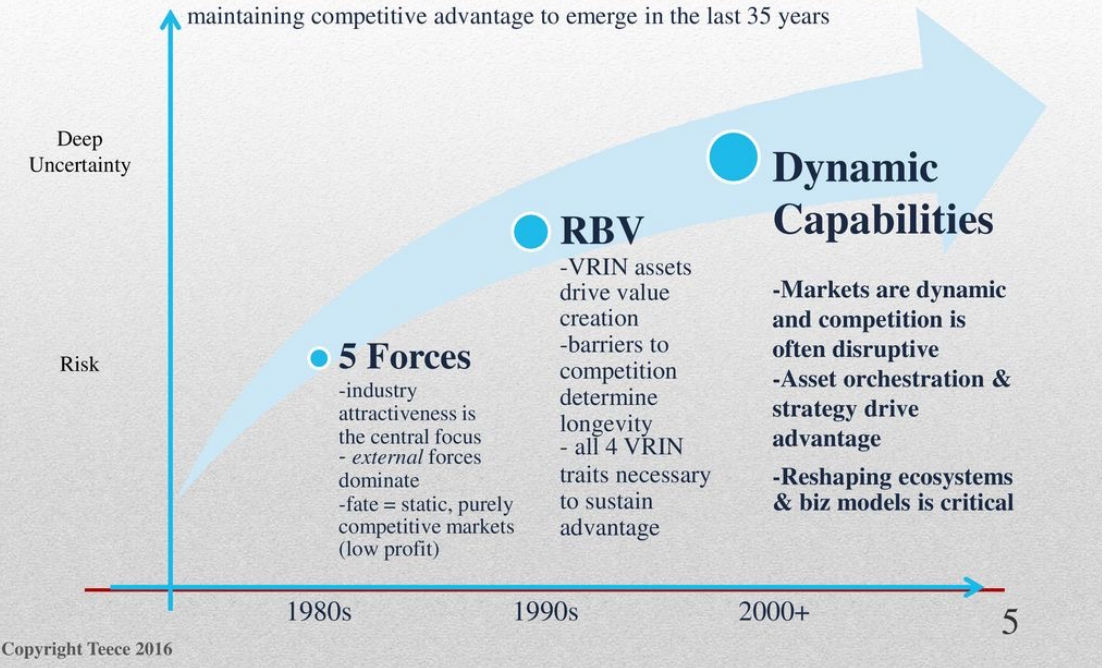 maintaining competitive advantage to emerge in the last 35 years
Deep
Uncertainty
Risk
5 Forces
-industry
attractiveness is
the central focus
- external forces
dominate
-fate = static, purely
competitive markets
(low profit)
RBV
-VRIN assets
drive value
creation
-barriers to
competition
determine
longevity
- all 4 VRIN
traits necessary
to sustain
advantage
Dynamic
Capabilities
-Markets are dynamic
and competition is
often disruptive
-Asset orchestration &
strategy drive
advantage
-Reshaping ecosystems
& biz models is critical
1980s
1990s
2000+
5
Copyright Teece 2016